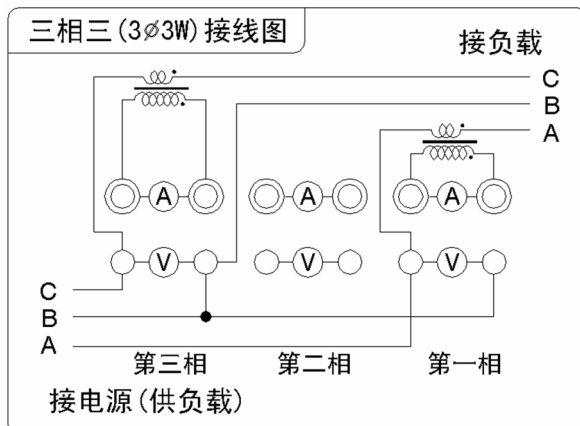 三相三(3ø3W)接线图
接负载
C
B
A
A A A
V V V
C
B
A
第三相 第二相 第一相
接电源(供负载)